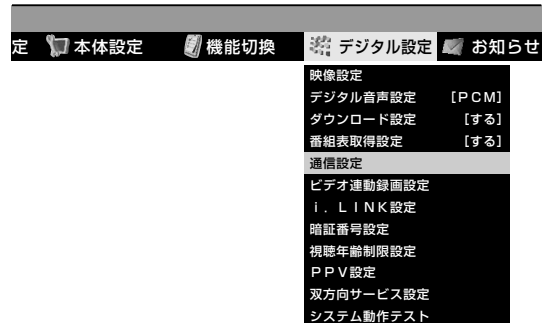 定 本体設定 機能切換 デジタル設定 お知らせ
映像設定
デジタル音声設定 [PCM]
ダウンロード設定 [する]
番組表取得設定 [する]
通信設定
ビデオ連動録画設定
i.LINK設定
暗証番号設定
視聴年齢制限設定
PPV設定
双方向サービス設定
システム動作テスト